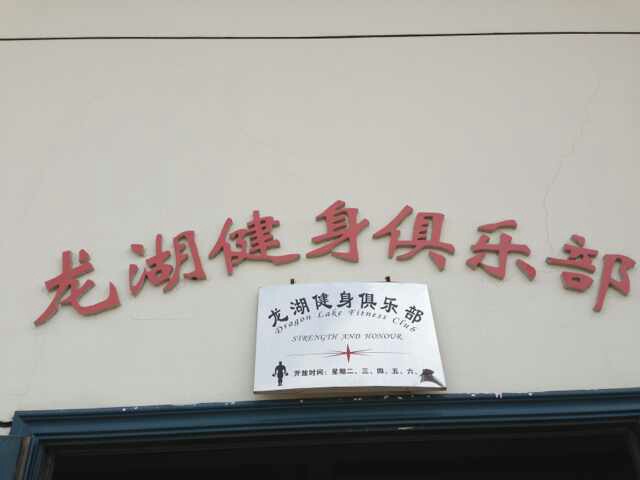 龙湖健身俱乐部
龙湖健身俱乐部
Dragon Lake Fitness Club
STRENGTH AND HONOUR
开放时间：星期二、三、四、五、六、